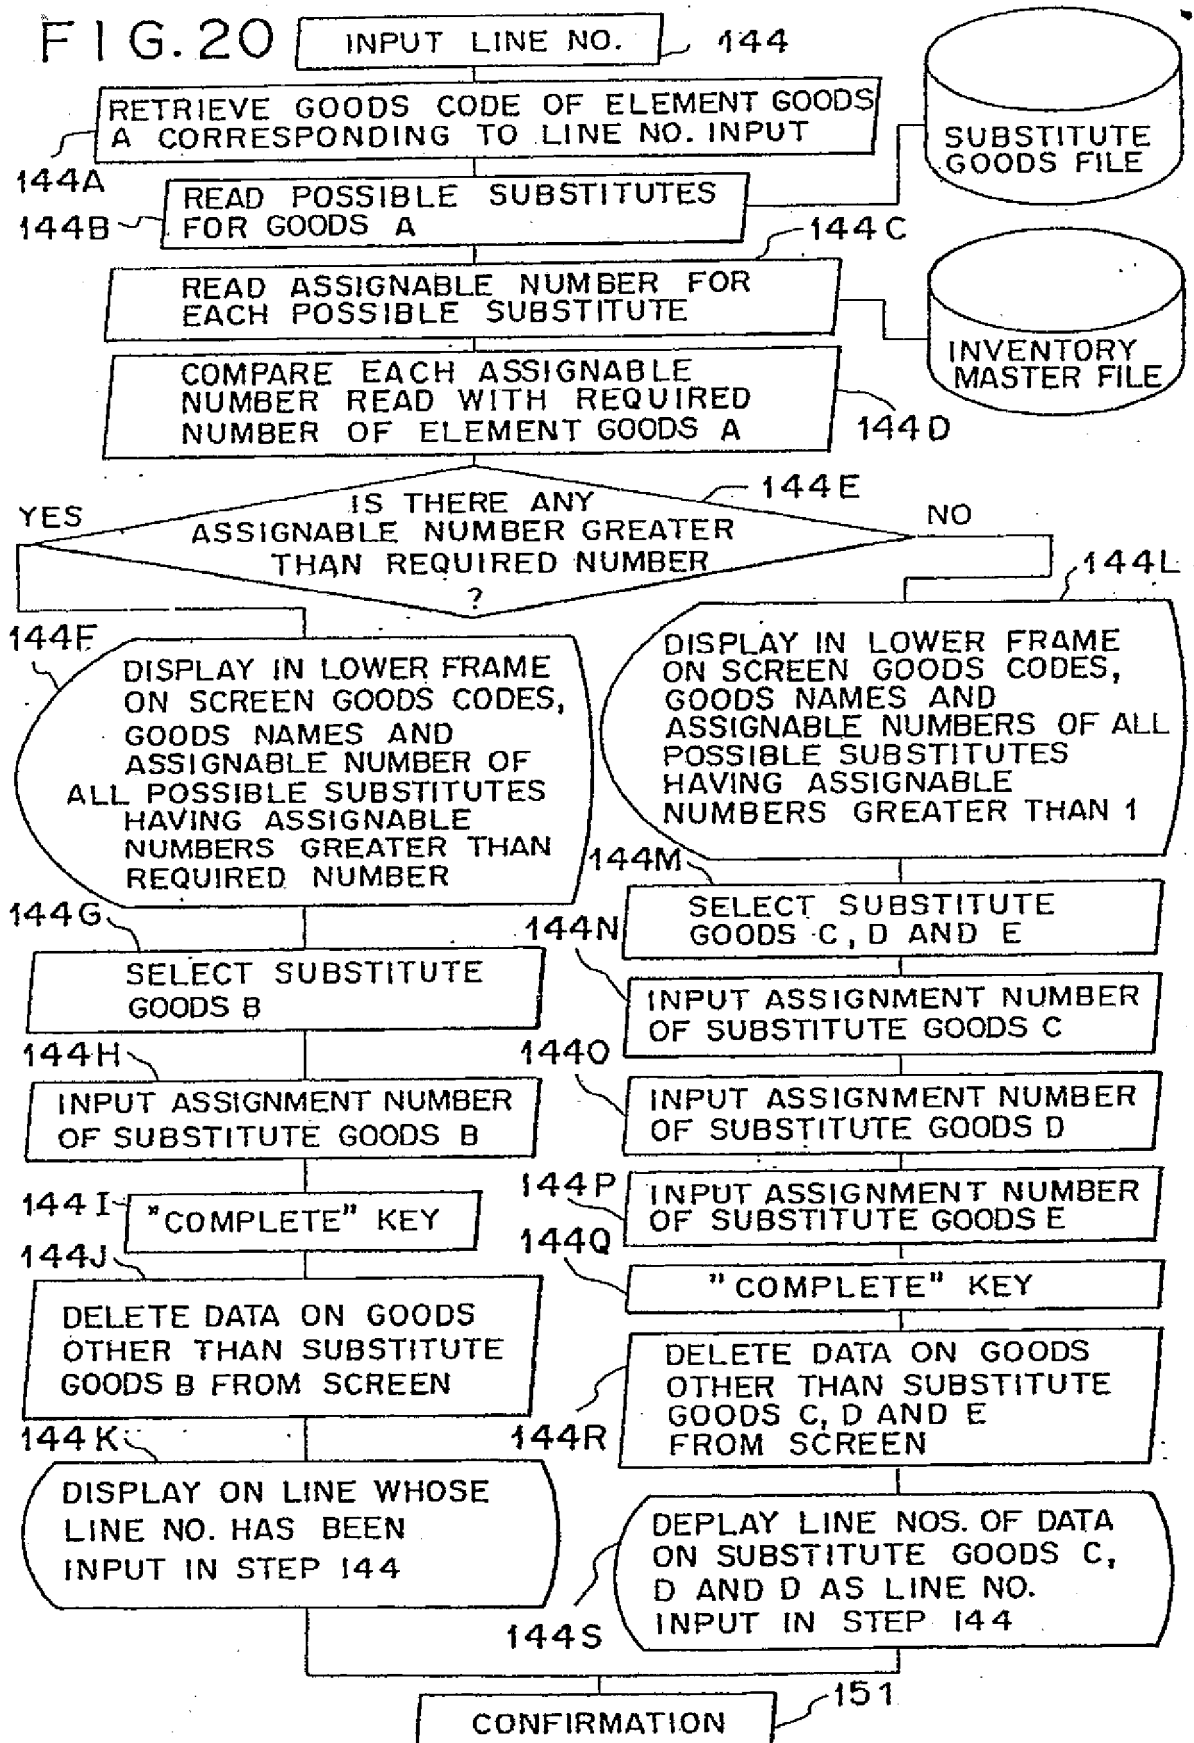 FIG.20
INPUT LINE NO.
144
RETRIEVE GOODS CODE OF ELEMENT GOODS
A CORRESPONDING TO LINE NO. INPUT
144A
SUBSTITUTE
GOODS FILE
READ POSSIBLE SUBSTITUTES
FOR GOODS A
144B
144C
READ ASSIGNABLE NUMBER FOR
EACH POSSIBLE SUBSTITUTE
INVENTORY
MASTER FILE
COMPARE EACH ASSIGNABLE
NUMBER READ WITH REQUIRED
NUMBER OF ELEMENT GOODS A
144D
IS THERE ANY
ASSIGNABLE NUMBER GREATER
THAN REQUIRED NUMBER
?
144E
YES
NO
144F
DISPLAY IN LOWER FRAME
ON SCREEN GOODS CODES,
GOODS NAMES AND
ASSIGNABLE NUMBER OF
ALL POSSIBLE SUBSTITUTES
HAVING ASSIGNABLE
NUMBERS GREATER THAN
REQUIRED NUMBER
144G
SELECT SUBSTITUTE
GOODS B
144H
INPUT ASSIGNMENT NUMBER
OF SUBSTITUTE GOODS B
144I
"COMPLETE" KEY
144J
DELETE DATA ON GOODS
OTHER THAN SUBSTITUTE
GOODS B FROM SCREEN
144K
DISPLAY ON LINE WHOSE
LINE NO. HAS BEEN
INPUT IN STEP 144
144L
DISPLAY IN LOWER FRAME
ON SCREEN GOODS CODES,
GOODS NAMES AND
ASSIGNABLE NUMBERS OF ALL
POSSIBLE SUBSTITUTES
HAVING ASSIGNABLE
NUMBERS GREATER THAN 1
144M
SELECT SUBSTITUTE
GOODS C, D AND E
144N
INPUT ASSIGNMENT NUMBER
OF SUBSTITUTE GOODS C
144O
INPUT ASSIGNMENT NUMBER
OF SUBSTITUTE GOODS D
144P
INPUT ASSIGNMENT NUMBER
OF SUBSTITUTE GOODS E
144Q
"COMPLETE" KEY
DELETE DATA ON GOODS
OTHER THAN SUBSTITUTE
GOODS C, D AND E
FROM SCREEN
144R
DEPLAY LINE NOS. OF DATA
ON SUBSTITUTE GOODS C,
D AND D AS LINE NO.
INPUT IN STEP 144
144S
151
CONFIRMATION